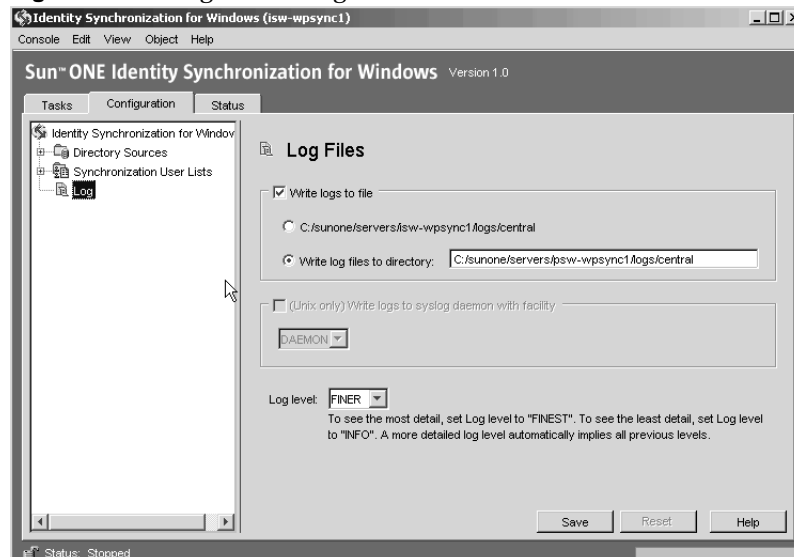 Identity Synchronization for Windows (isw-wpsync1)
Console Edit View Object Help
Sun™ ONE Identity Synchronization for Windows Version 1.0
Tasks Configuration Status
Identity Synchronization for Window
Directory Sources
Synchronization User Lists
Log
Log Files
Write logs to file
C:/sunone/servers/isw-wpsync1/logs/central
Write log files to directory: C:/sunone/servers/psw-wpsync1/logs/central
(Unix only) Write logs to syslog daemon with facility
DAEMON
Log level: FINER
To see the most detail, set Log level to "FINEST". To see the least detail, set Log level
to "INFO". A more detailed log level automatically implies all previous levels.
Save Reset Help
Status: Stopped